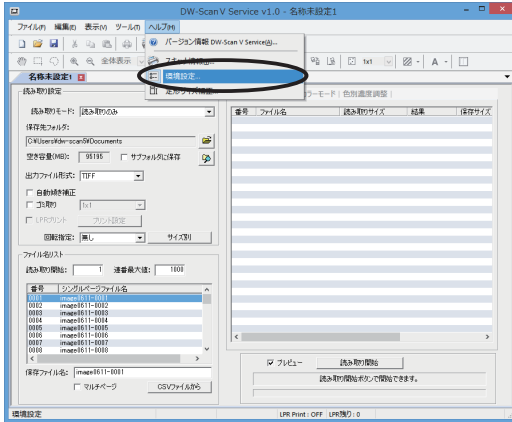 DW-Scan V Service v1.0 - 名称未設定1
ファイル(F) 編集(E) 表示(V) ツール(T) ヘルプ(H)
バージョン情報 DW-Scan V Service(A)...
全体表示
1x1
環境設定...
名称未設定1
読み取り設定
色別濃度調整
読み取りモード: 読み取りのみ
保存先フォルダ:
C:¥Users¥dw-scan5¥Documents
空き容量(MB): 95195 サブフォルダに保存
出力ファイル形式: TIFF
自動傾き補正
ゴミ取り 1x1
LPRプリント プリント設定
回転指定: 無し サイズ別
ファイル名リスト
読み取り開始: 1 連番最大値: 1000
番号 シングルページファイル名
0001 image0611-0001
0002 image0611-0002
0003 image0611-0003
0004 image0611-0004
0005 image0611-0005
0006 image0611-0006
0007 image0611-0007
0008 image0611-0008
保存ファイル名: image0611-0001
マルチページ CSVファイルから
番号 ファイル名 読み取りサイズ 結果 保存サイズ
プレビュー 読み取り開始
読み取り開始ボタンで開始できます。
環境設定 LPR Print : OFF LPR残り : 0